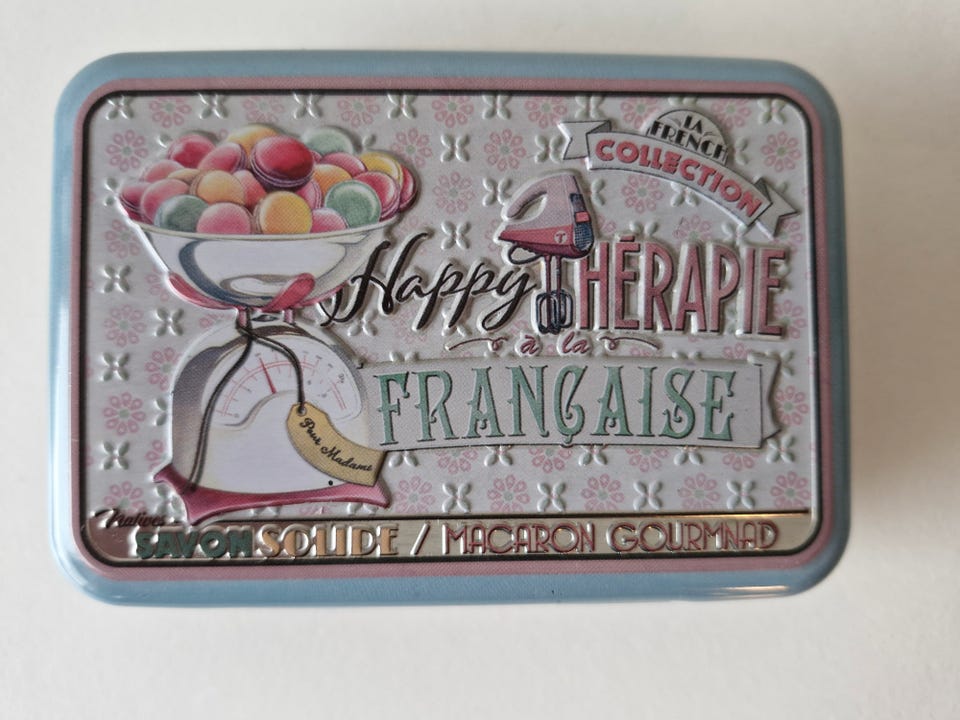 LA
FRENCH
COLLECTION
Happy THÉRAPIE
à la
FRANÇAISE
Pour Madame
Natives
SAVON SOLIDE / MACARON GOURMNAD